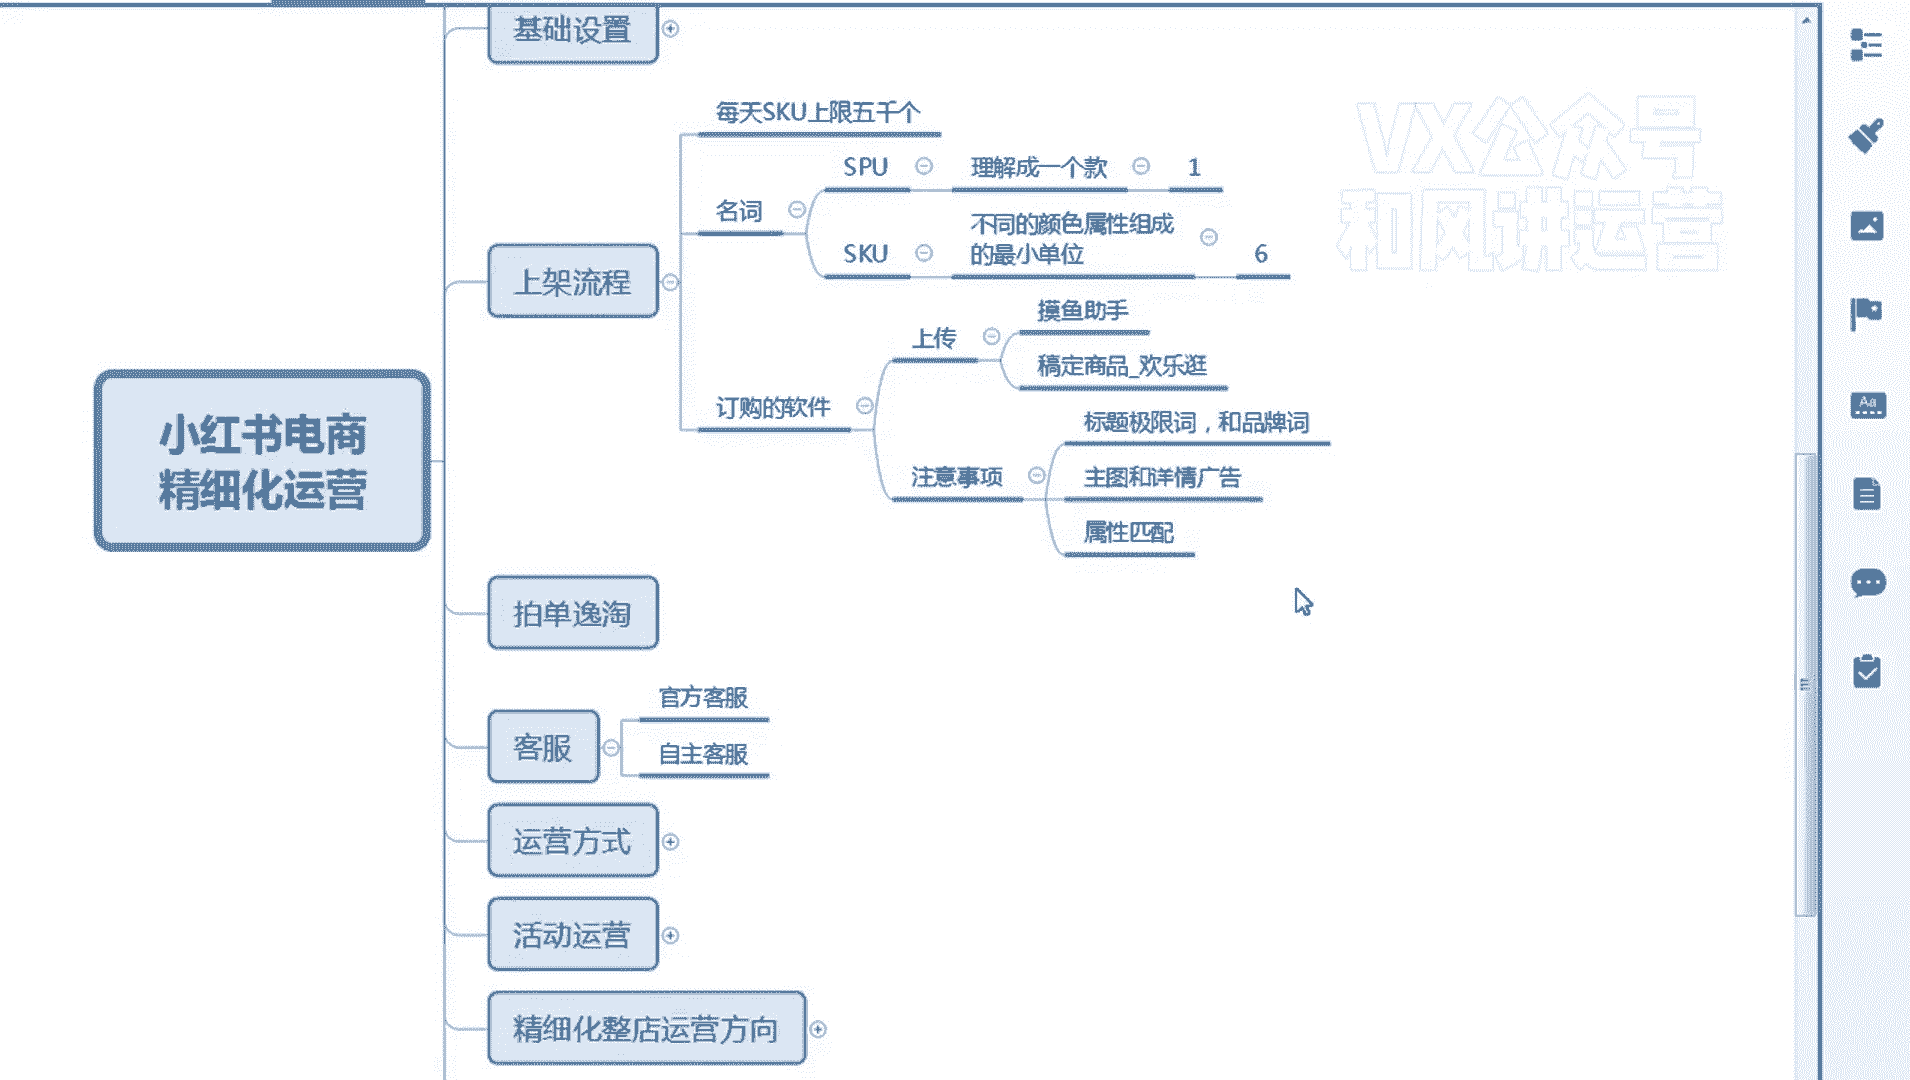 基础设置
每天SKU上限五千个
SPU
理解成一个款
1
名词
不同的颜色属性组成
的最小单位
SKU
6
上架流程
摸鱼助手
上传
稿定商品_欢乐逛
订购的软件
标题极限词，和品牌词
注意事项
主图和详情广告
属性匹配
小红书电商
精细化运营
拍单逸淘
官方客服
客服
自主客服
运营方式
活动运营
精细化整店运营方向
VX公众号
和风讲运营
Aa